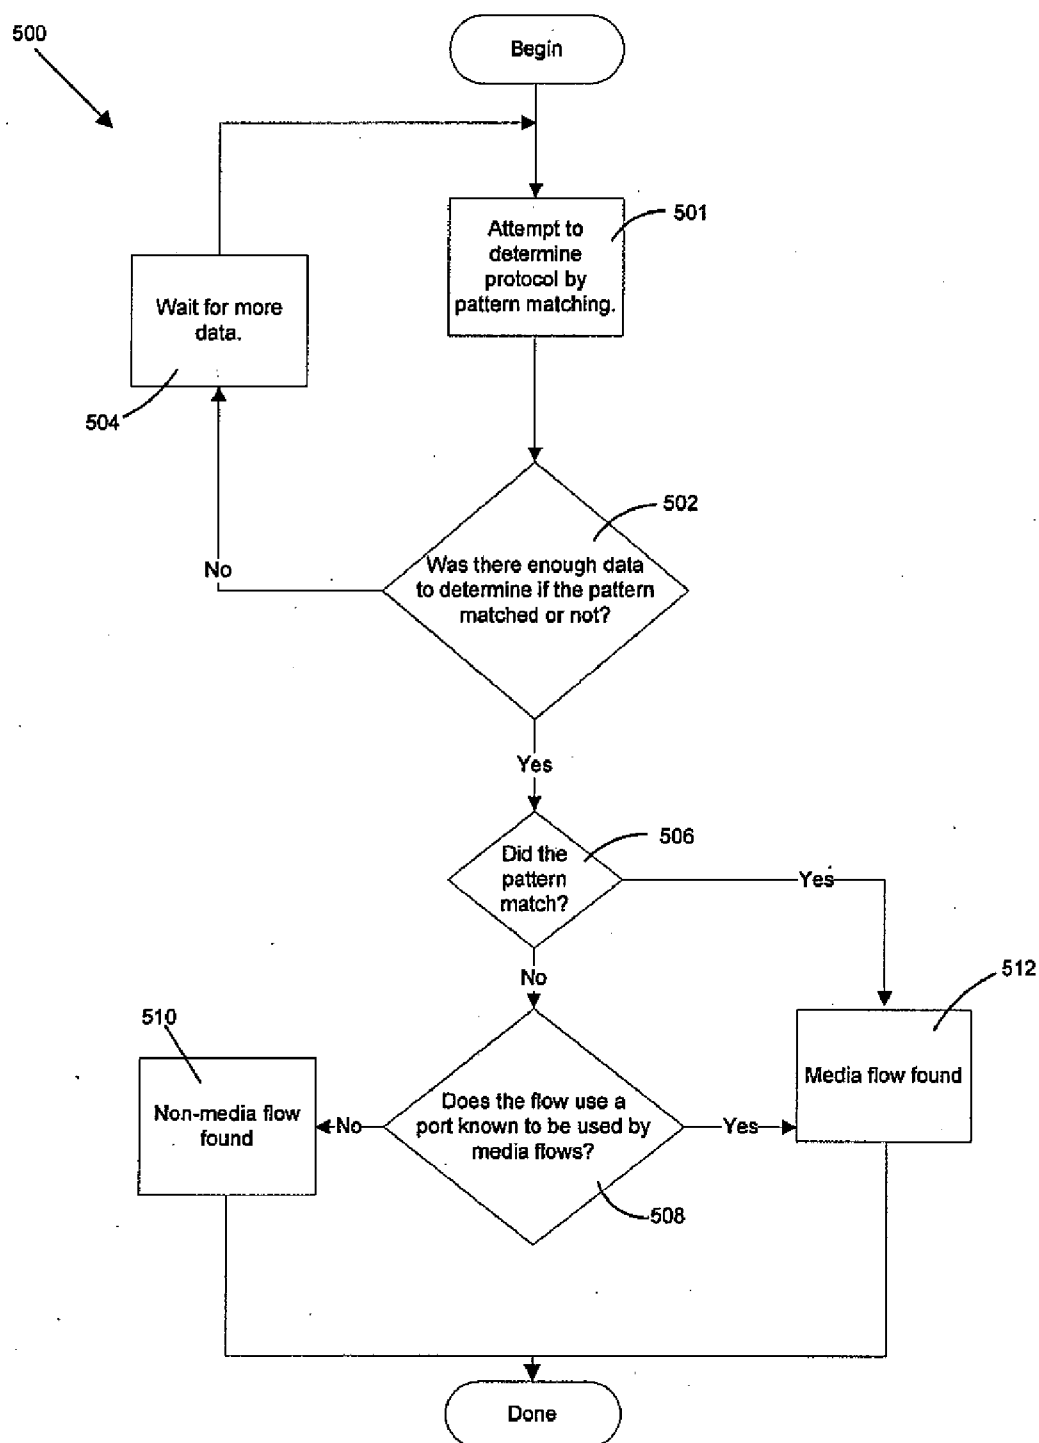 500
Begin
Attempt to
determine
protocol by
pattern matching.
501
Wait for more
data.
504
Was there enough data
to determine if the pattern
matched or not?
502
No
Yes
Did the
pattern
match?
506
Yes
No
512
510
Non-media flow
found
No
Does the flow use a
port known to be used by
media flows?
Yes
Media flow found
508
Done